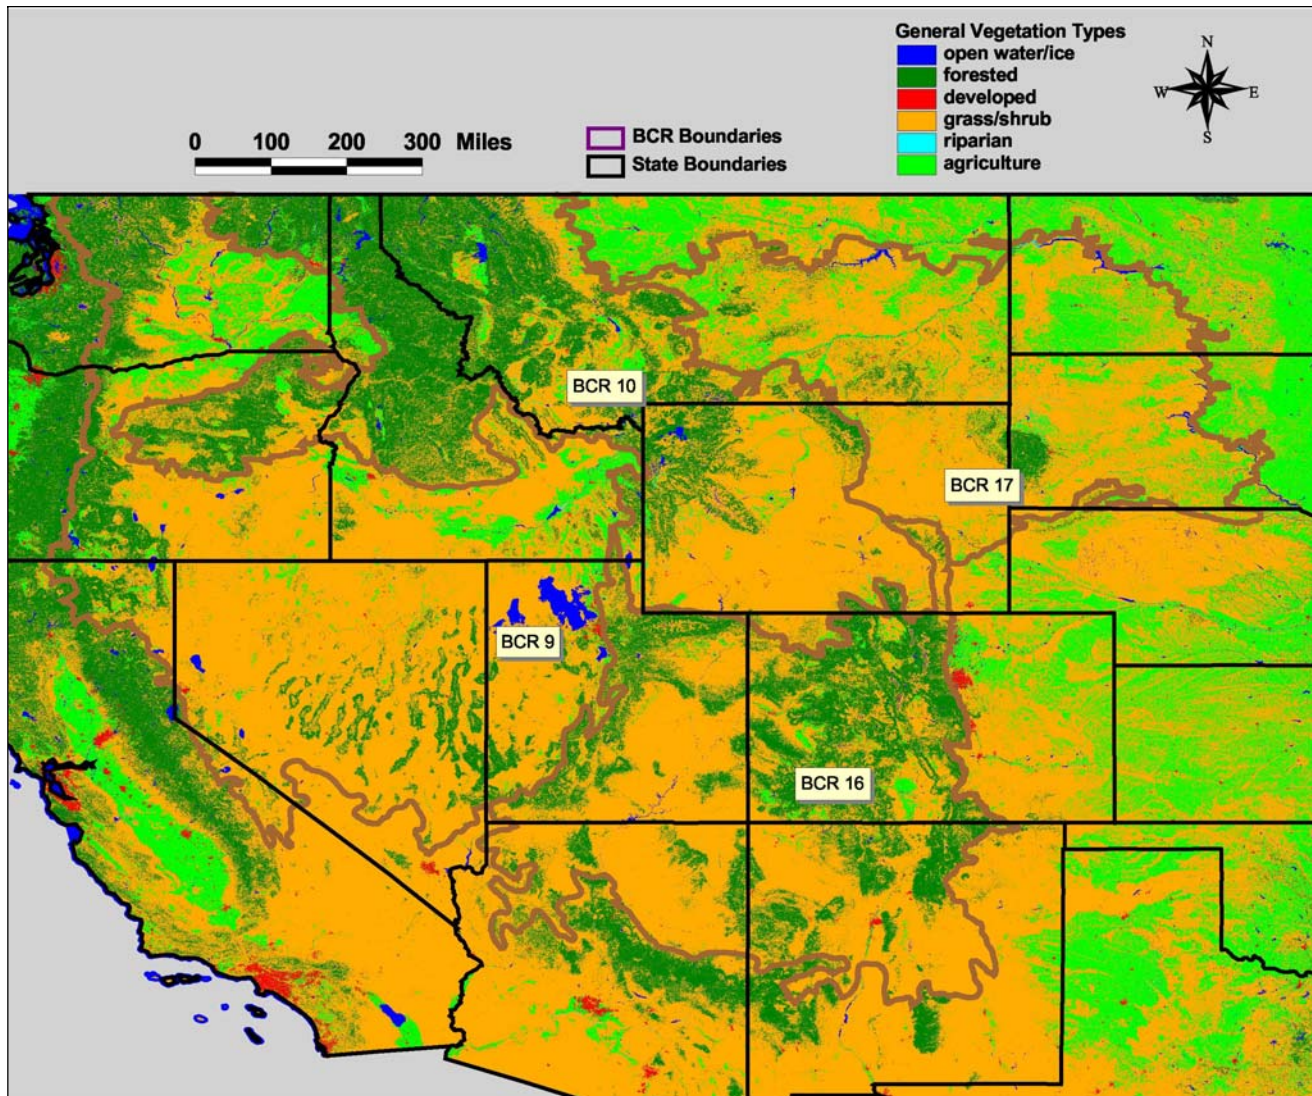 General Vegetation Types
open water/ice
forested
developed
grass/shrub
riparian
agriculture
N
W E
S
0 100 200 300 Miles
BCR Boundaries
State Boundaries
BCR 10
BCR 17
BCR 9
BCR 16